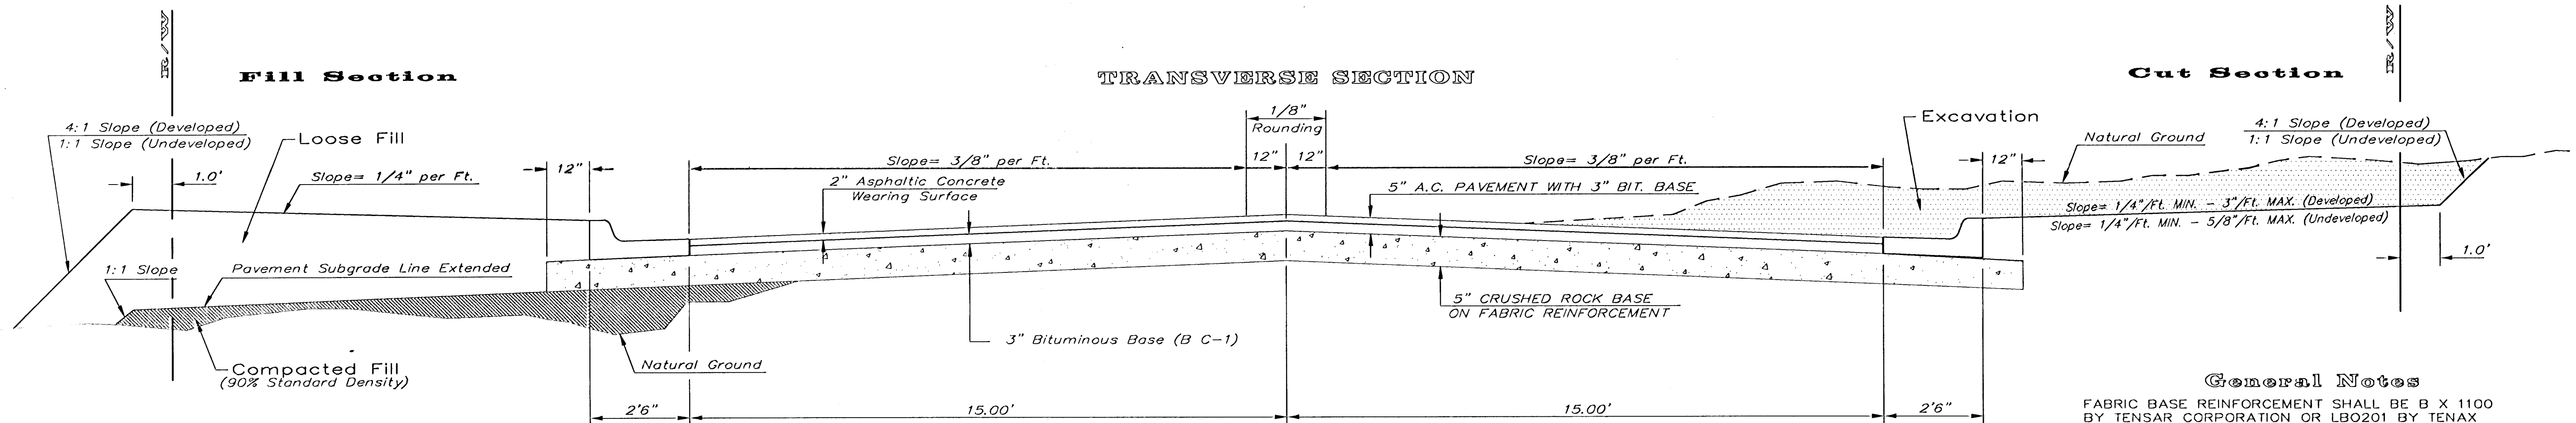 R/W
R/W
Fill Section
TRANSVERSE SECTION
Cut Section
4:1 Slope (Developed)
1:1 Slope (Undeveloped)
Loose Fill
1/8"
Rounding
Excavation
Natural Ground
4:1 Slope (Developed)
1:1 Slope (Undeveloped)
1.0'
Slope= 1/4" per Ft.
12"
Slope= 3/8" per Ft.
12"
12"
Slope= 3/8" per Ft.
12"
2" Asphaltic Concrete
Wearing Surface
5" A.C. PAVEMENT WITH 3" BIT. BASE
Slope= 1/4"/Ft. MIN. - 3"/Ft. MAX. (Developed)
Slope= 1/4"/Ft. MIN. - 5/8"/Ft. MAX. (Undeveloped)
1.0'
1:1 Slope
Pavement Subgrade Line Extended
5" CRUSHED ROCK BASE
ON FABRIC REINFORCEMENT
3" Bituminous Base (B C-1)
Natural Ground
Compacted Fill
(90% Standard Density)
2'6"
15.00'
15.00'
2'6"
General Notes
FABRIC BASE REINFORCEMENT SHALL BE B X 1100
BY TENSAR CORPORATION OR LBO201 BY TENAX